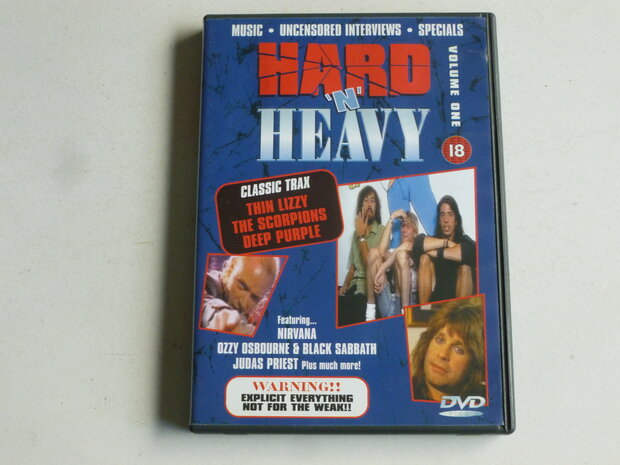 MUSIC • UNCENSORED INTERVIEWS • SPECIALS
HARD
'N'
HEAVY
VOLUME ONE
18
CLASSIC TRAX
THIN LIZZY
THE SCORPIONS
DEEP PURPLE
Featuring...
NIRVANA
OZZY OSBOURNE & BLACK SABBATH
JUDAS PRIEST Plus much more!
WARNING!!
EXPLICIT EVERYTHING
NOT FOR THE WEAK!!
DVD
VIDEO